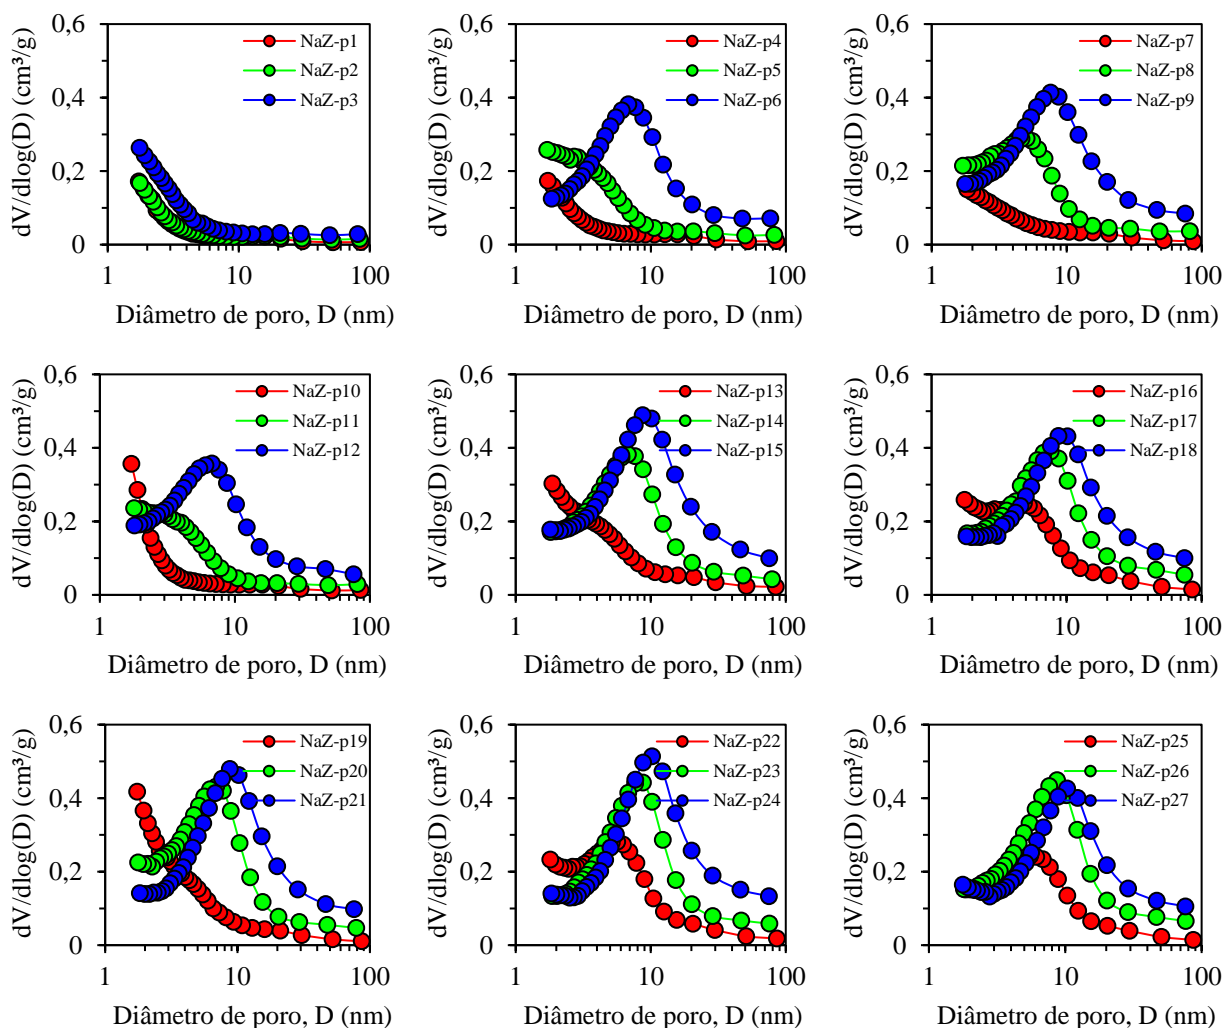 0,6
0,4
0,2
0
dV/dlog(D) (cm³/g)
NaZ-p1
NaZ-p2
NaZ-p3
1
10
100
Diâmetro de poro, D (nm)
0,6
0,4
0,2
0
dV/dlog(D) (cm³/g)
NaZ-p4
NaZ-p5
NaZ-p6
1
10
100
Diâmetro de poro, D (nm)
0,6
0,4
0,2
0
dV/dlog(D) (cm³/g)
NaZ-p7
NaZ-p8
NaZ-p9
1
10
100
Diâmetro de poro, D (nm)
0,6
0,4
0,2
0
dV/dlog(D) (cm³/g)
NaZ-p10
NaZ-p11
NaZ-p12
1
10
100
Diâmetro de poro, D (nm)
0,6
0,4
0,2
0
dV/dlog(D) (cm³/g)
NaZ-p13
NaZ-p14
NaZ-p15
1
10
100
Diâmetro de poro, D (nm)
0,6
0,4
0,2
0
dV/dlog(D) (cm³/g)
NaZ-p16
NaZ-p17
NaZ-p18
1
10
100
Diâmetro de poro, D (nm)
0,6
0,4
0,2
0
dV/dlog(D) (cm³/g)
NaZ-p19
NaZ-p20
NaZ-p21
1
10
100
Diâmetro de poro, D (nm)
0,6
0,4
0,2
0
dV/dlog(D) (cm³/g)
NaZ-p22
NaZ-p23
NaZ-p24
1
10
100
Diâmetro de poro, D (nm)
0,6
0,4
0,2
0
dV/dlog(D) (cm³/g)
NaZ-p25
NaZ-p26
NaZ-p27
1
10
100
Diâmetro de poro, D (nm)